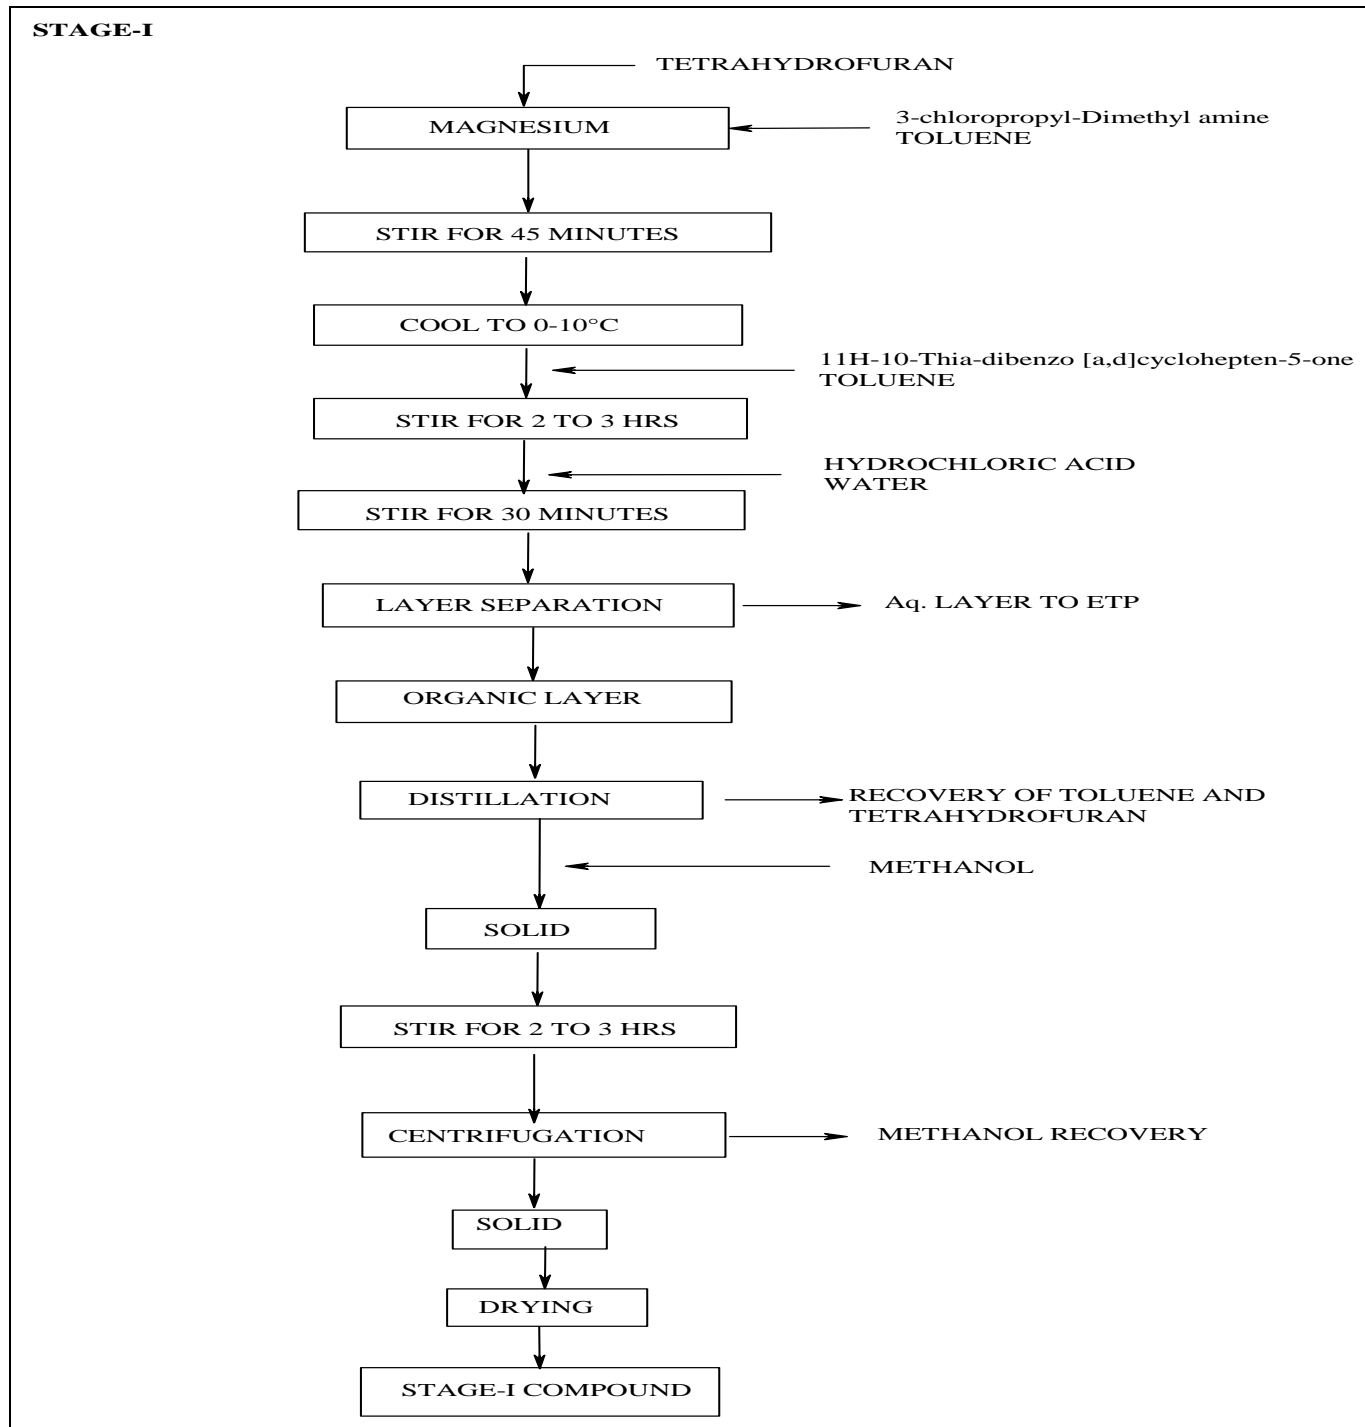 STAGE-I
TETRAHYDROFURAN
MAGNESIUM
3-chloropropyl-Dimethyl amine
TOLUENE
STIR FOR 45 MINUTES
COOL TO 0-10°C
11H-10-Thia-dibenzo [a,d]cyclohepten-5-one
TOLUENE
STIR FOR 2 TO 3 HRS
HYDROCHLORIC ACID
WATER
STIR FOR 30 MINUTES
LAYER SEPARATION
Aq. LAYER TO ETP
ORGANIC LAYER
DISTILLATION
RECOVERY OF TOLUENE AND
TETRAHYDROFURAN
METHANOL
SOLID
STIR FOR 2 TO 3 HRS
CENTRIFUGATION
METHANOL RECOVERY
SOLID
DRYING
STAGE-I COMPOUND